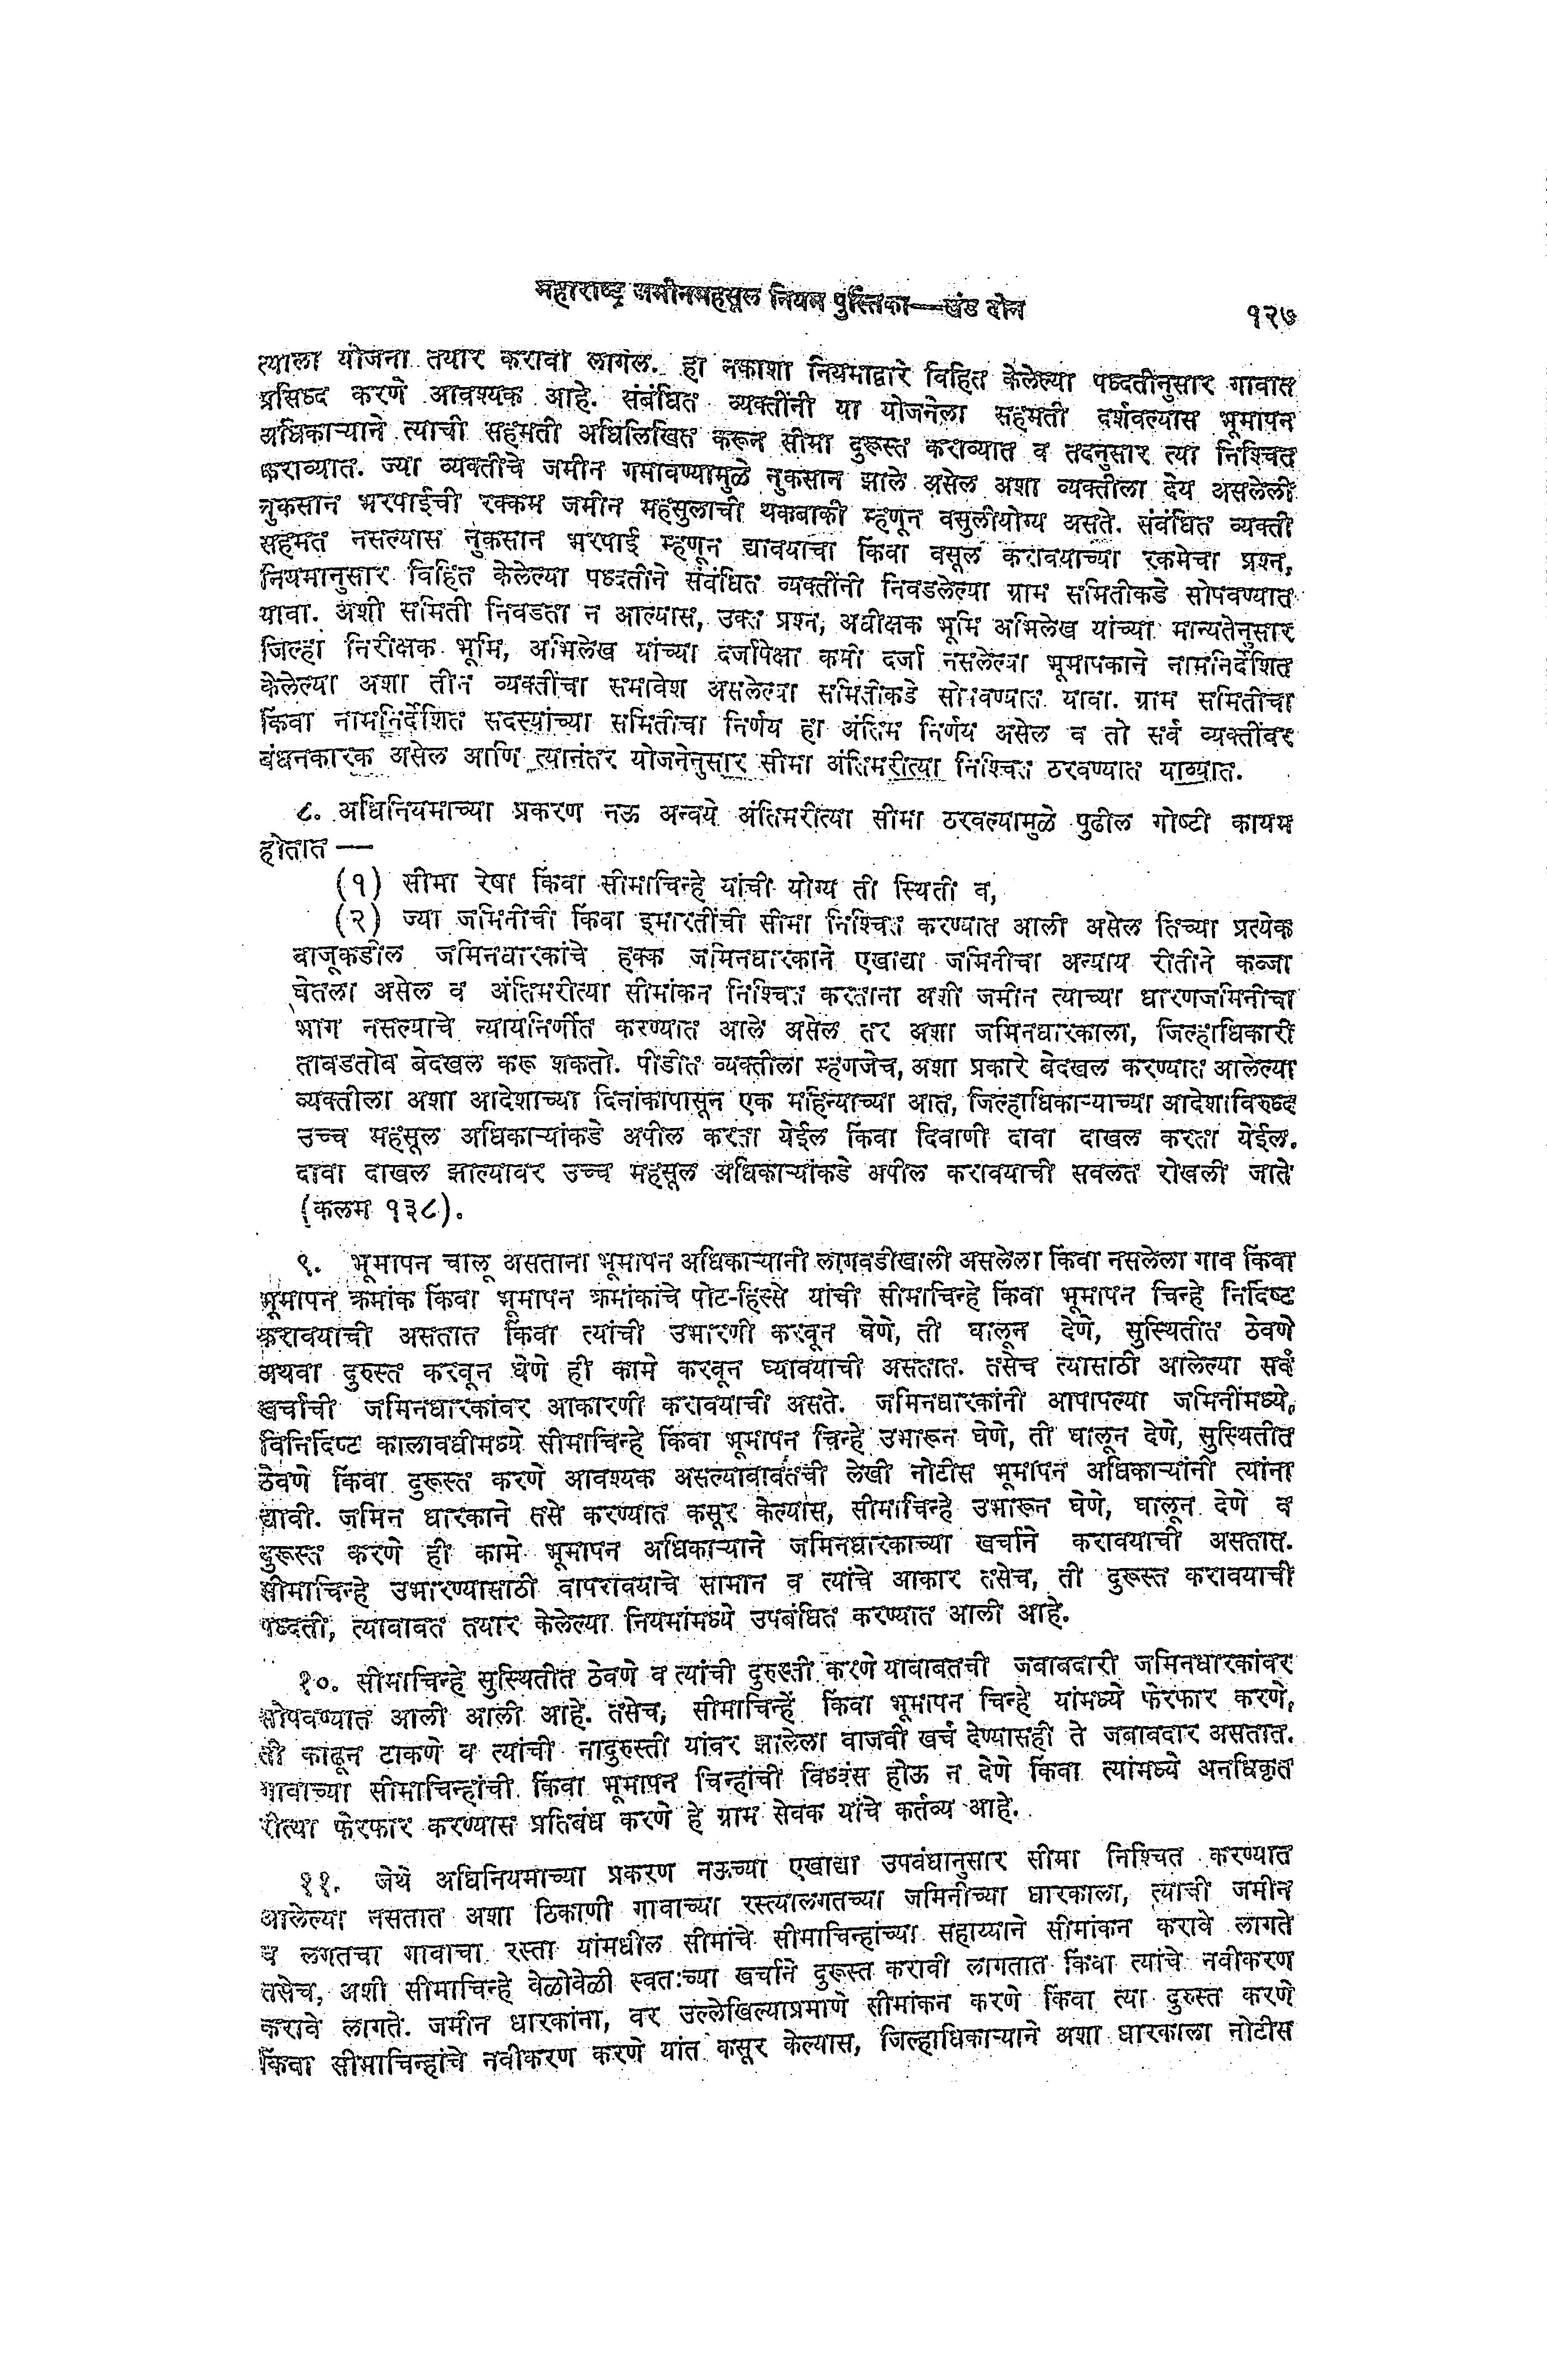 महाराष्ट्र जमीनमहसूल नियम पुस्तिका—खंड दोन १२७
त्याला योजना तयार करावी लागेल. हा नकाशा नियमाद्वारे विहित केलेल्या पध्दतीनुसार गावात
प्रसिध्द करणे आवश्यक आहे. संबंधित व्यक्तींनी या योजनेला सहमती दर्शवल्यास भूमापन
अधिकाऱ्याने त्याची सहमती अभिलिखित करून सीमा दुरूस्त कराव्यात व तदनुसार त्या निश्चित
कराव्यात. ज्या व्यक्तीचे जमीन गमावण्यामुळे नुकसान झाले असेल अशा व्यक्तीला देय असलेली
नुकसान भरपाईची रक्कम जमीन महसुलाची थकबाकी म्हणून वसुलीयोग्य असते. संबंधित व्यक्ती
सहमत नसल्यास नुकसान भरपाई म्हणून द्यावयाचा किंवा वसूल करावयाच्या रकमेचा प्रश्न,
नियमानुसार विहित केलेल्या पध्दतीने संबंधित व्यक्तींनी निवडलेल्या ग्राम समितीकडे सोपवण्यात
यावा. अशी समिती निवडता न आल्यास, उक्त प्रश्न, अधीक्षक भूमि अभिलेख यांच्या मान्यतेनुसार
जिल्हा निरीक्षक भूमि, अभिलेख यांच्या दर्जापेक्षा कमी दर्जा नसलेल्या भूमापकाने नामनिर्देशित
केलेल्या अशा तीन व्यक्तींचा समावेश असलेल्या समितीकडे सोपवण्यात यावा. ग्राम समितीचा
किंवा नामनिर्देशित सदस्यांच्या समितीचा निर्णय हा अंतिम निर्णय असेल व तो सर्व व्यक्तींवर
बंधनकारक असेल आणि त्यानंतर योजनेनुसार सीमा अंतिमरीत्या निश्चित ठरवण्यात याव्यात.
८. अधिनियमाच्या प्रकरण नऊ अन्वये अंतिमरीत्या सीमा ठरवल्यामुळे पुढील गोष्टी कायम
होतात —
(१) सीमा रेषा किंवा सीमाचिन्हे यांची योग्य ती स्थिती व,
(२) ज्या जमिनीची किंवा इमारतींची सीमा निश्चित करण्यात आली असेल तिच्या प्रत्येक
बाजूकडील जमिनधारकांचे हक्क जमिनधारकाने एखाद्या जमिनीचा अन्याय रीतीने कब्जा
घेतला असेल व अंतिमरीत्या सीमांकन निश्चित करताना अशी जमीन त्याच्या धारणजमिनीचा
भाग नसल्याचे न्यायनिर्णीत करण्यात आले असेल तर अशा जमिनधारकाला, जिल्हाधिकारी
ताबडतोब बेदखल करू शकतो. पीडीत व्यक्तीला म्हणजेच, अशा प्रकारे बेदखल करण्यात आलेल्या
व्यक्तीला अशा आदेशाच्या दिनांकापासून एक महिन्याच्या आत, जिल्हाधिकाऱ्याच्या आदेशाविरुध्द
उच्च महसूल अधिकाऱ्यांकडे अपील करता येईल किंवा दिवाणी दावा दाखल करता येईल.
दावा दाखल झाल्यावर उच्च महसूल अधिकाऱ्यांकडे अपील करावयाची सवलत रोखली जाते
(कलम १३८).
९. भूमापन चालू असताना भूमापन अधिकाऱ्यानी लागवडीखाली असलेला किंवा नसलेला गाव किंवा
भूमापन क्रमांक किंवा भूमापन क्रमांकांचे पोट-हिस्से यांची सीमाचिन्हे किंवा भूमापन चिन्हे निर्दिष्ट
करावयाची असतात किंवा त्यांची उभारणी करवून घेणे, ती घालून देणे, सुस्थितीत ठेवणे
अथवा दुरुस्त करवून घेणे ही कामे करवून घ्यावयाची असतात. तसेच त्यासाठी आलेल्या सर्व
खर्चाची जमिनधारकांवर आकारणी करावयाची असते. जमिनधारकांनी आपापल्या जमिनींमध्ये,
विनिर्दिष्ट कालावधीमध्ये सीमाचिन्हे किंवा भूमापन चिन्हे उभारून घेणे, ती घालून देणे, सुस्थितीत
ठेवणे किंवा दुरूस्त करणे आवश्यक असल्याबाबतची लेखी नोटीस भूमापन अधिकाऱ्यांनी त्यांना
द्यावी. जमिन धारकाने तसे करण्यात कसूर केल्यास, सीमाचिन्हे उभारून घेणे, घालून देणे व
दुरूस्त करणे ही कामे भूमापन अधिकाऱ्याने जमिनधारकाच्या खर्चाने करावयाची असतात.
सीमाचिन्हे उभारण्यासाठी वापरावयाचे सामान व त्यांचे आकार तसेच, ती दुरूस्त करावयाची
पध्दती, त्याबाबत तयार केलेल्या नियमांमध्ये उपबंधित करण्यात आली आहे.
१०. सीमाचिन्हे सुस्थितीत ठेवणे व त्यांची दुरुस्ती करणे याबाबतची जबाबदारी जमिनधारकांवर
सोपवण्यात आली आली आहे. तसेच, सीमाचिन्हें किंवा भूमापन चिन्हे यांमध्ये फेरफार करणे,
ती काढून टाकणे व त्यांची नादुरुस्ती यांवर झालेला वाजवी खर्च देण्यासही ते जबाबदार असतात.
गावाच्या सीमाचिन्हांची किंवा भूमापन चिन्हांची विध्वंस होऊ न देणे किंवा त्यांमध्ये अनधिकृत
रीत्या फेरफार करण्यास प्रतिबंध करणे हे ग्राम सेवक यांचे कर्तव्य आहे.
११. जेथे अधिनियमाच्या प्रकरण नऊच्या एखाद्या उपबंधानुसार सीमा निश्चित करण्यात
आलेल्या नसतात अशा ठिकाणी गावाच्या रस्त्यालगतच्या जमिनीच्या धारकाला, त्याची जमीन
व लगतचा गावाचा रस्ता यांमधील सीमांचे सीमाचिन्हांच्या सहाय्याने सीमांकन करावे लागते
तसेच, अशी सीमाचिन्हे वेळोवेळी स्वतःच्या खर्चाने दुरूस्त करावी लागतात किंवा त्यांचे नवीकरण
करावे लागते. जमीन धारकांना, वर उल्लेखिल्याप्रमाणे सीमांकन करणे किंवा त्या दुरुस्त करणे
किंवा सीमाचिन्हांचे नवीकरण करणे यांत कसूर केल्यास, जिल्हाधिकाऱ्याने अशा धारकाला नोटीस